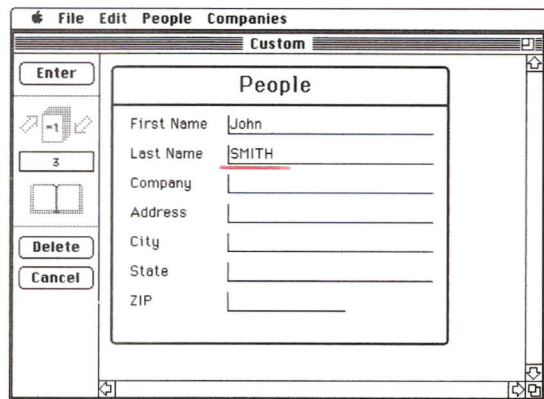 File Edit People Companies
Custom
Enter
=1
3
Delete
Cancel
People
First Name John
Last Name SMITH
Company
Address
City
State
ZIP